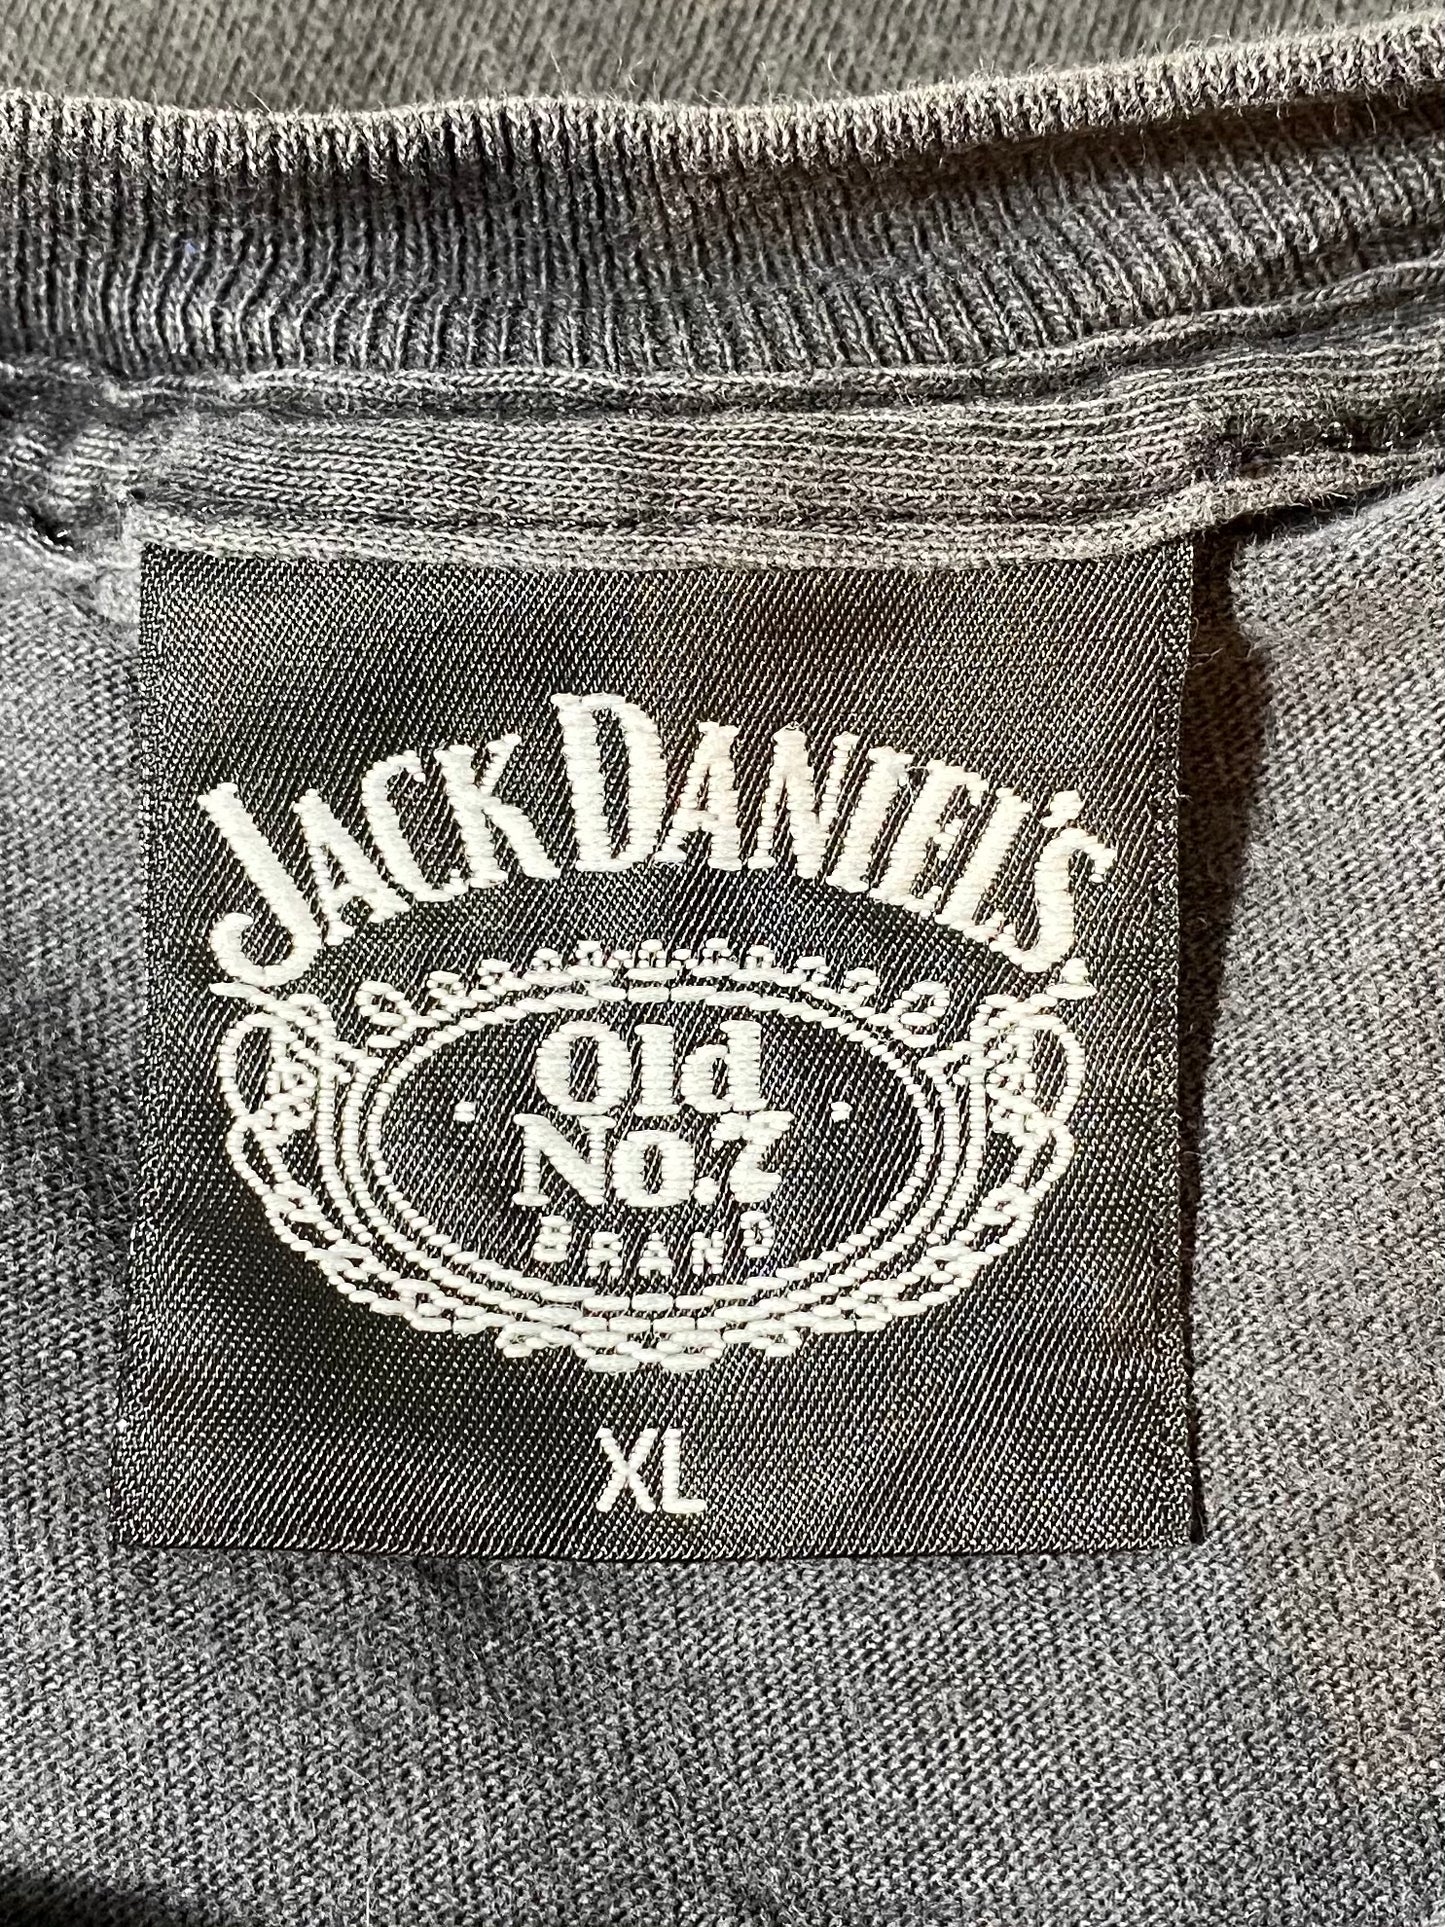 JACK DANIEL'S
Old
No.7
BRAND
XL